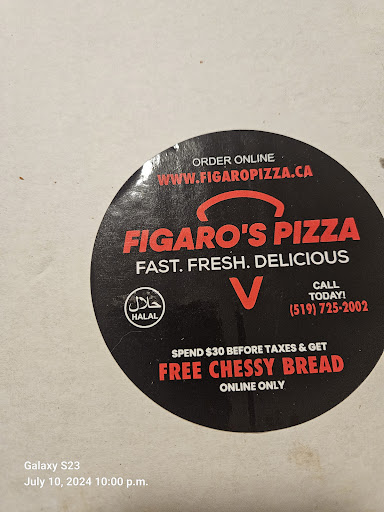 ORDER ONLINE
WWW.FIGAROPIZZA.CA
FIGARO'S PIZZA
FAST. FRESH. DELICIOUS
حلال
HALAL
CALL
TODAY!
(519) 725-2002
SPEND $30 BEFORE TAXES & GET
FREE CHESSY BREAD
ONLINE ONLY
Galaxy S23
July 10, 2024 10:00 p.m.